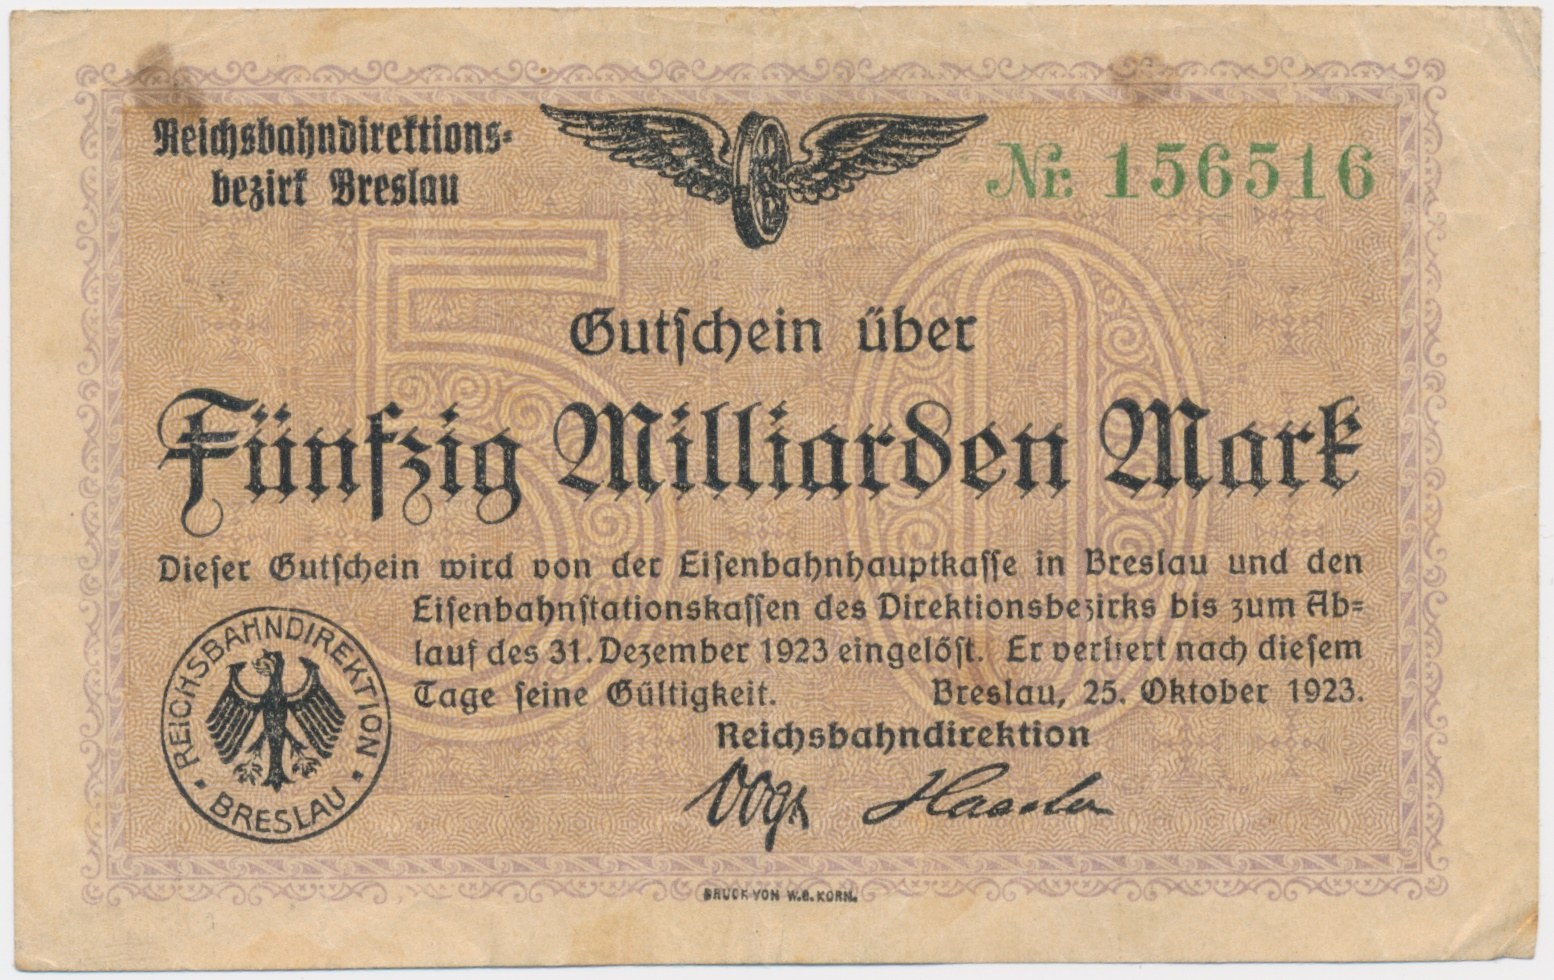 Reichsbahndirektions-
bezirk Breslau
Nr. 156516
50
Gutschein über
Fünfzig Milliarden Mark
Dieser Gutschein wird von der Eisenbahnhauptkasse in Breslau und den
Eisenbahnstationskassen des Direktionsbezirks bis zum Ab-
lauf des 31. Dezember 1923 eingelöst. Er verliert nach diesem
Tage seine Gültigkeit. Breslau, 25. Oktober 1923.
Reichsbahndirektion
REICHSBAHNDIREKTION
BRESLAU
DRUCK VON W.G. KORN.